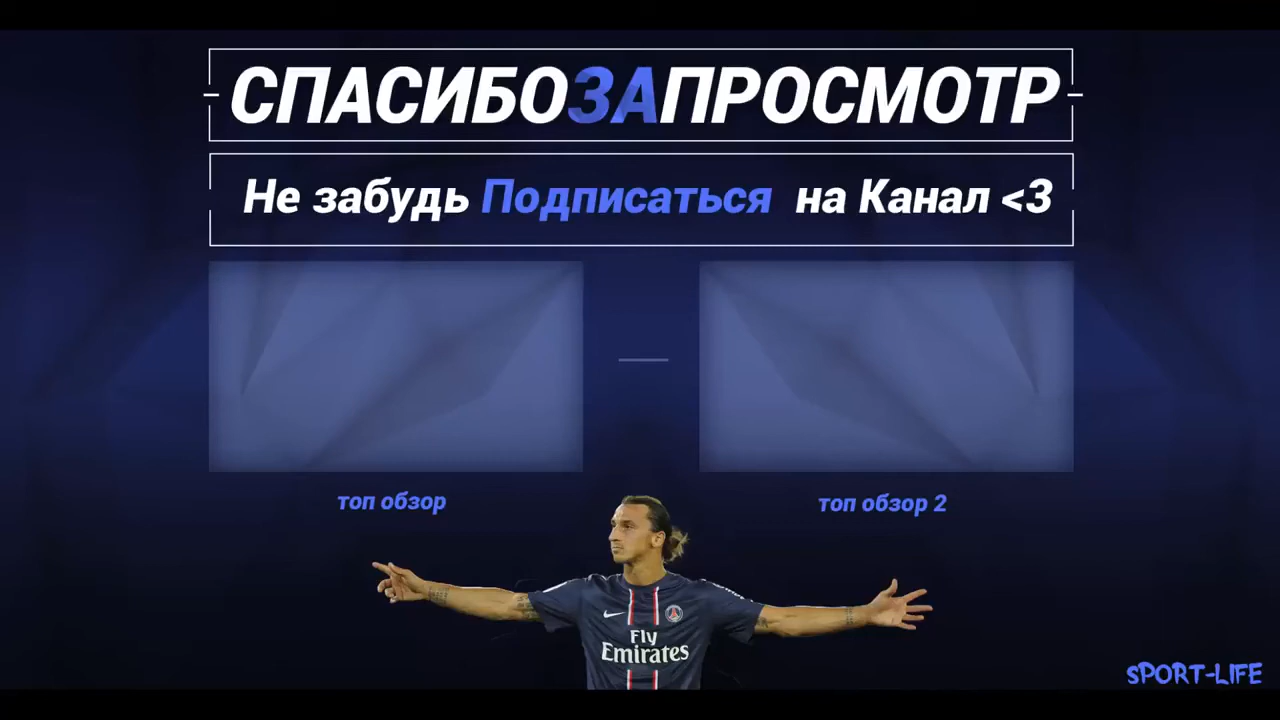 СПАСИБОЗАПРОСМОТР
Не забудь Подписаться на Канал <3
топ обзор
топ обзор 2
Fly
Emirates
SPORT-LIFE